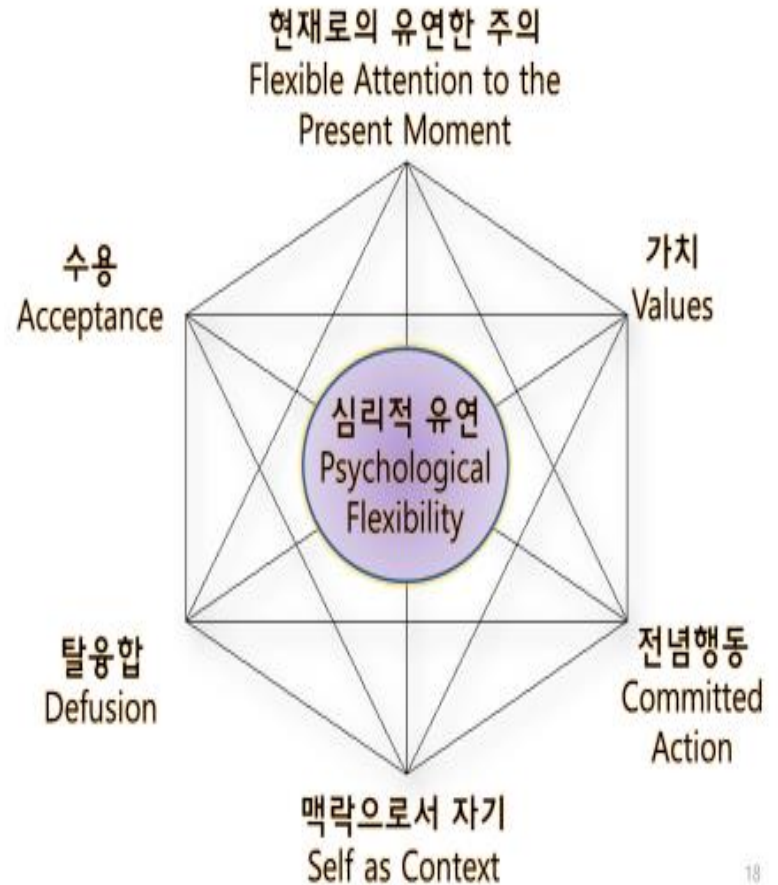 현재로의 유연한 주의
Flexible Attention to the
Present Moment
수용
Acceptance
가치
Values
심리적 유연
Psychological
Flexibility
탈융합
Defusion
전념행동
Committed
Action
맥락으로서 자기
Self as Context
18